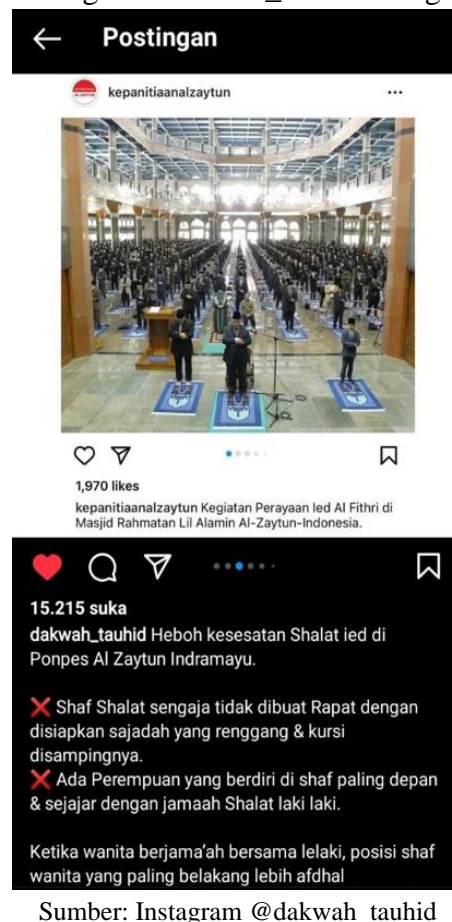 Postingan
kepanitiaanalzaytun
1,970 likes
kepanitiaanalzaytun Kegiatan Perayaan Ied Al Fithri di
Masjid Rahmatan Lil Alamin Al-Zaytun-Indonesia.
15.215 suka
dakwah_tauhid Heboh kesesatan Shalat ied di
Ponpes Al Zaytun Indramayu.
❌ Shaf Shalat sengaja tidak dibuat Rapat dengan
disiapkan sajadah yang renggang & kursi
disampingnya.
❌ Ada Perempuan yang berdiri di shaf paling depan
& sejajar dengan jamaah Shalat laki laki.
Ketika wanita berjama'ah bersama lelaki, posisi shaf
wanita yang paling belakang lebih afdhal
Sumber: Instagram @dakwah_tauhid